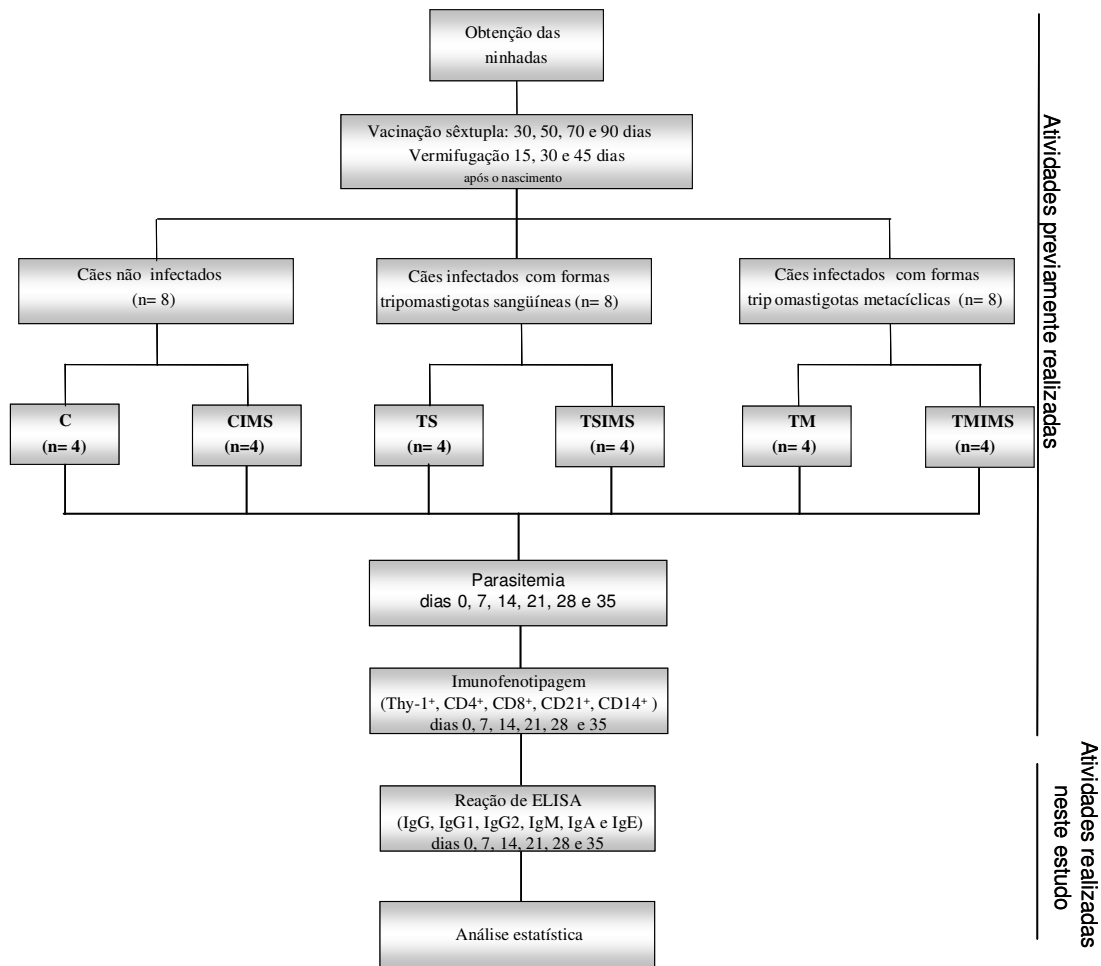 Obtenção das
ninhadas
Vacinação sêxtupla: 30, 50, 70 e 90 dias
Vermifugação 15, 30 e 45 dias
após o nascimento
Cães não infectados
(n= 8)
Cães infectados com formas
tripomastigotas sangüíneas (n= 8)
Cães infectados com formas
trip omastigotas metacíclicas (n= 8)
C
(n= 4)
CIMS
(n=4)
TS
(n= 4)
TSIMS
(n= 4)
TM
(n= 4)
TMIMS
(n=4)
Parasitemia
dias 0, 7, 14, 21, 28 e 35
Imunofenotipagem
(Thy-1⁺, CD4⁺, CD8⁺, CD21⁺, CD14⁺ )
dias 0, 7, 14, 21, 28 e 35
Reação de ELISA
(IgG, IgG1, IgG2, IgM, IgA e IgE)
dias 0, 7, 14, 21, 28 e 35
Análise estatística
Atividades previamente realizadas
Atividades realizadas
neste estudo